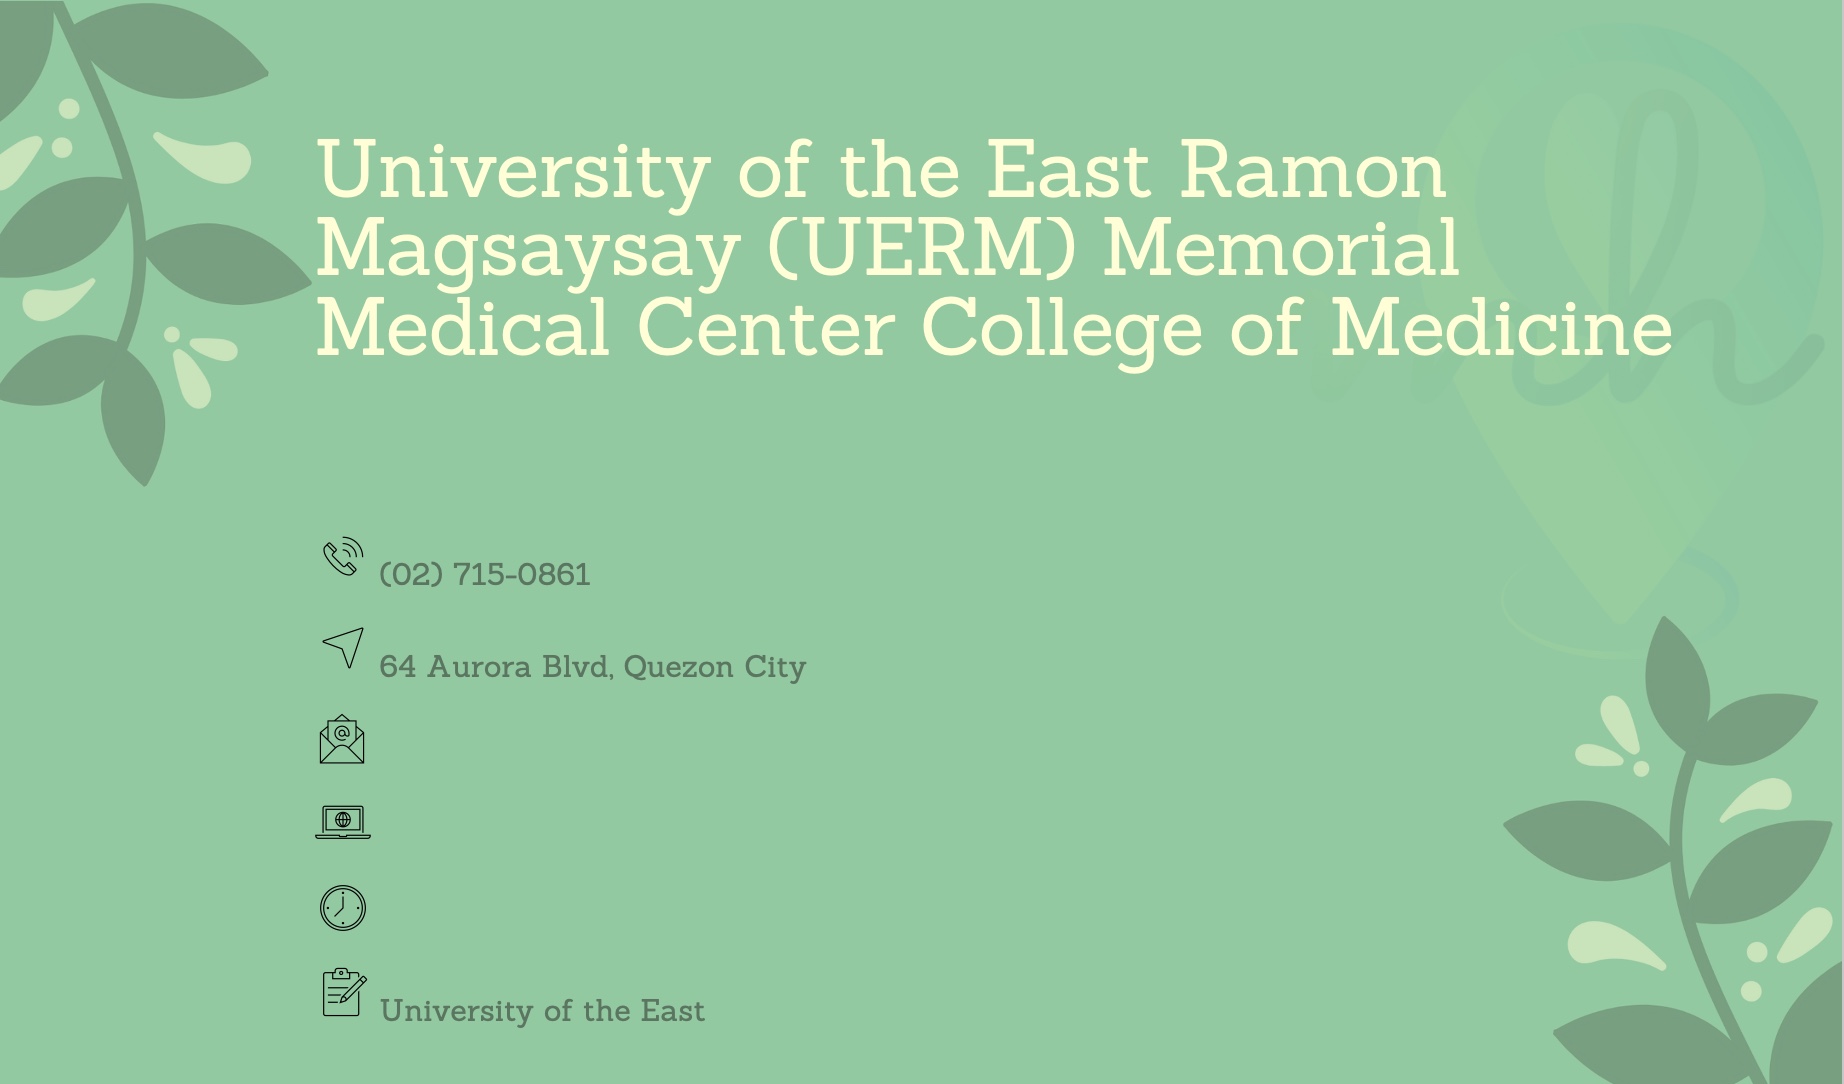 University of the East Ramon
Magsaysay (UERM) Memorial
Medical Center College of Medicine
(02) 715-0861
64 Aurora Blvd, Quezon City
University of the East